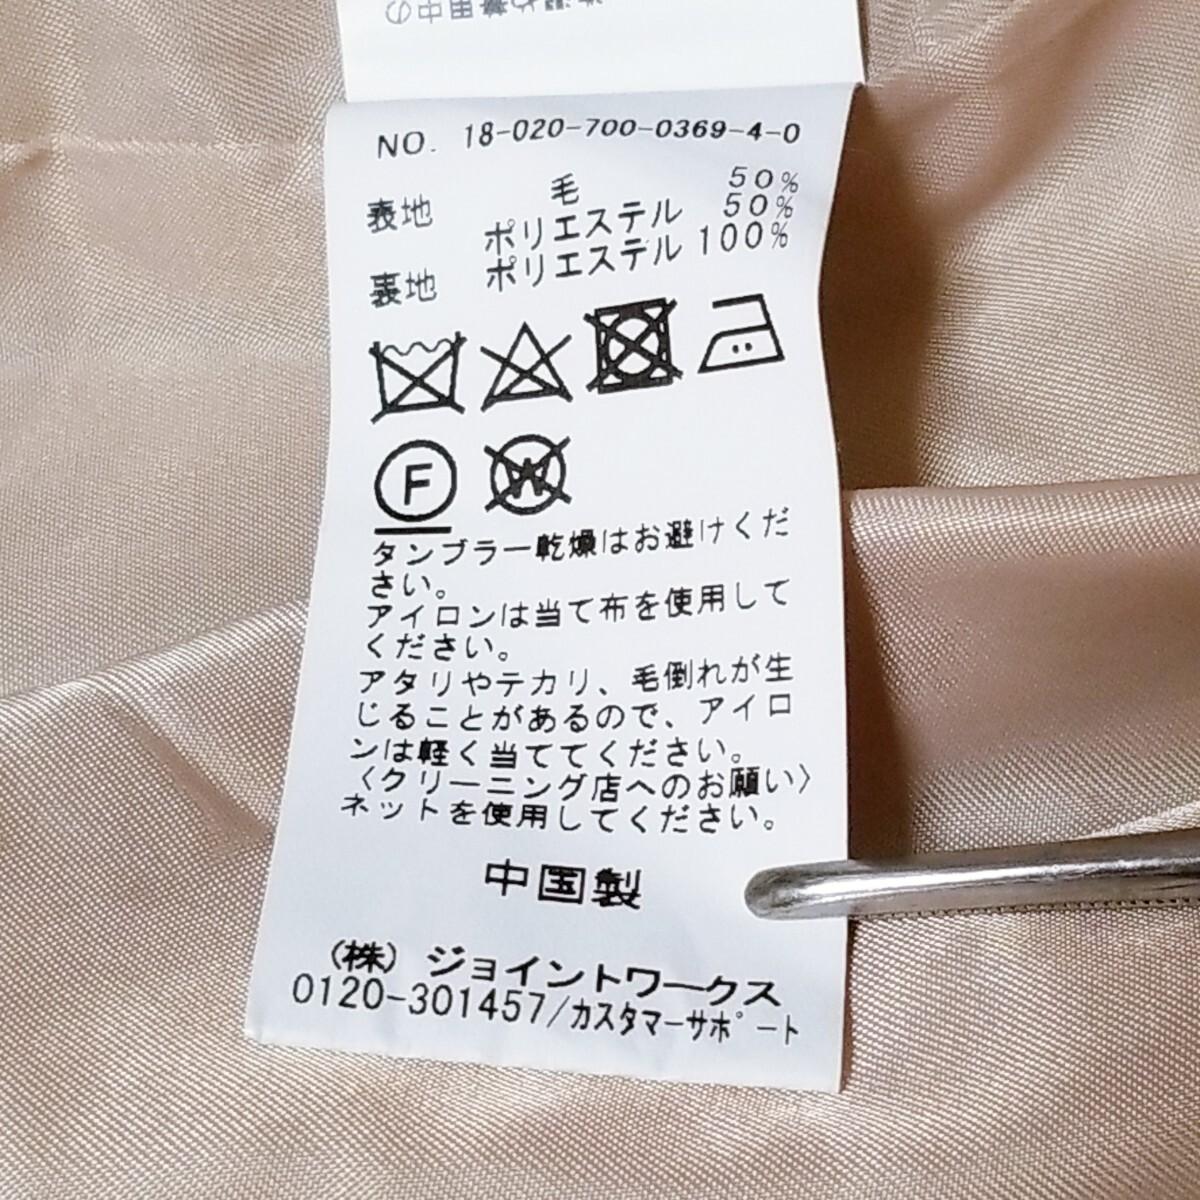 NO. 18-020-700-0369-4-0
表地 毛 50%
ポリエステル 50%
裏地 ポリエステル 100%
F
W
タンブラー乾燥はお避けくだ
さい。
アイロンは当て布を使用して
ください。
アタリやテカリ、毛倒れが生
じることがあるので、アイロ
ンは軽く当ててください。
〈クリーニング店へのお願い〉
ネットを使用してください。
中国製
(株) ジョイントワークス
0120-301457/カスタマーサポート